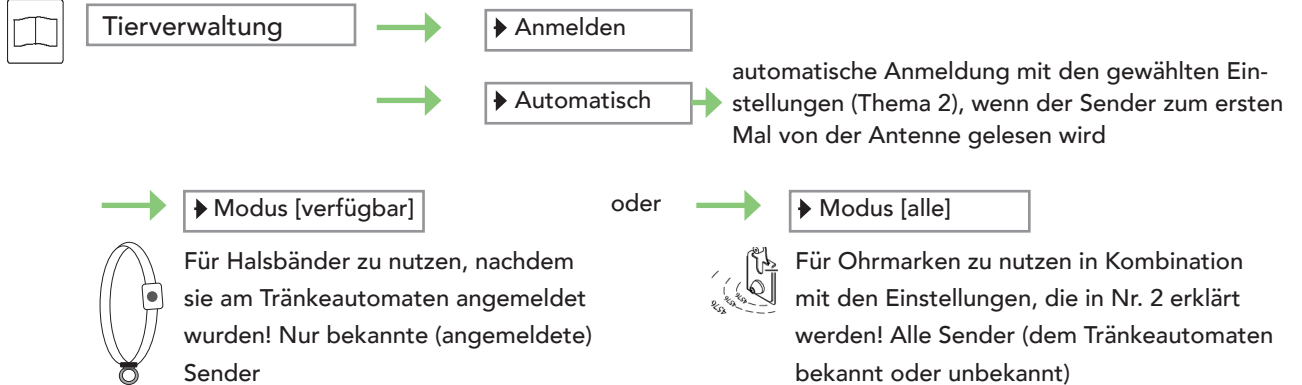 Tierverwaltung
Anmelden
Automatisch
automatische Anmeldung mit den gewählten Ein-
stellungen (Thema 2), wenn der Sender zum ersten
Mal von der Antenne gelesen wird
Modus [verfügbar]
oder
Modus [alle]
Für Halsbänder zu nutzen, nachdem
sie am Tränkeautomaten angemeldet
wurden! Nur bekannte (angemeldete)
Sender
4576
4576
4576
Für Ohrmarken zu nutzen in Kombination
mit den Einstellungen, die in Nr. 2 erklärt
werden! Alle Sender (dem Tränkeautomaten
bekannt oder unbekannt)